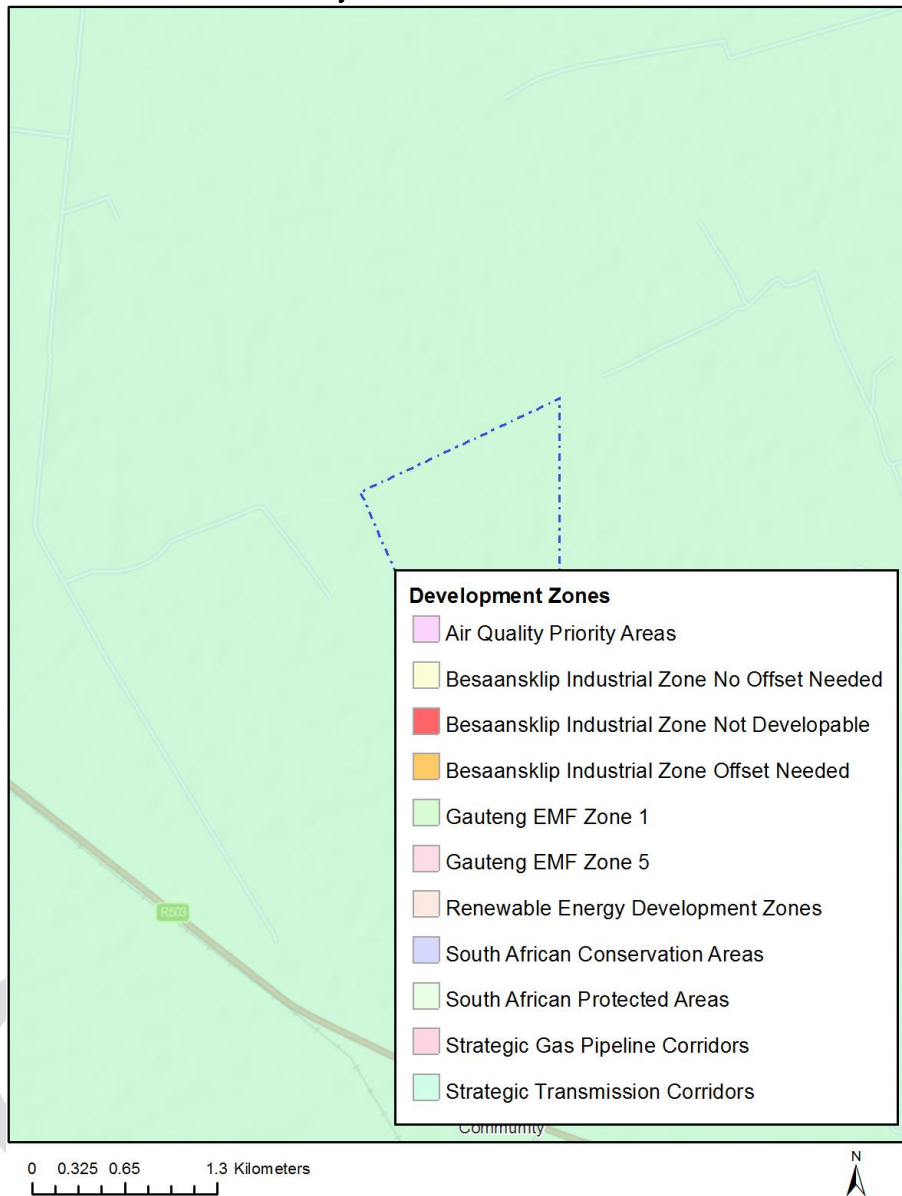 R503
Development Zones
Air Quality Priority Areas
Besaansklip Industrial Zone No Offset Needed
Besaansklip Industrial Zone Not Developable
Besaansklip Industrial Zone Offset Needed
Gauteng EMF Zone 1
Gauteng EMF Zone 5
Renewable Energy Development Zones
South African Conservation Areas
South African Protected Areas
Strategic Gas Pipeline Corridors
Strategic Transmission Corridors
Community
0 0.325 0.65 1.3 Kilometers
N